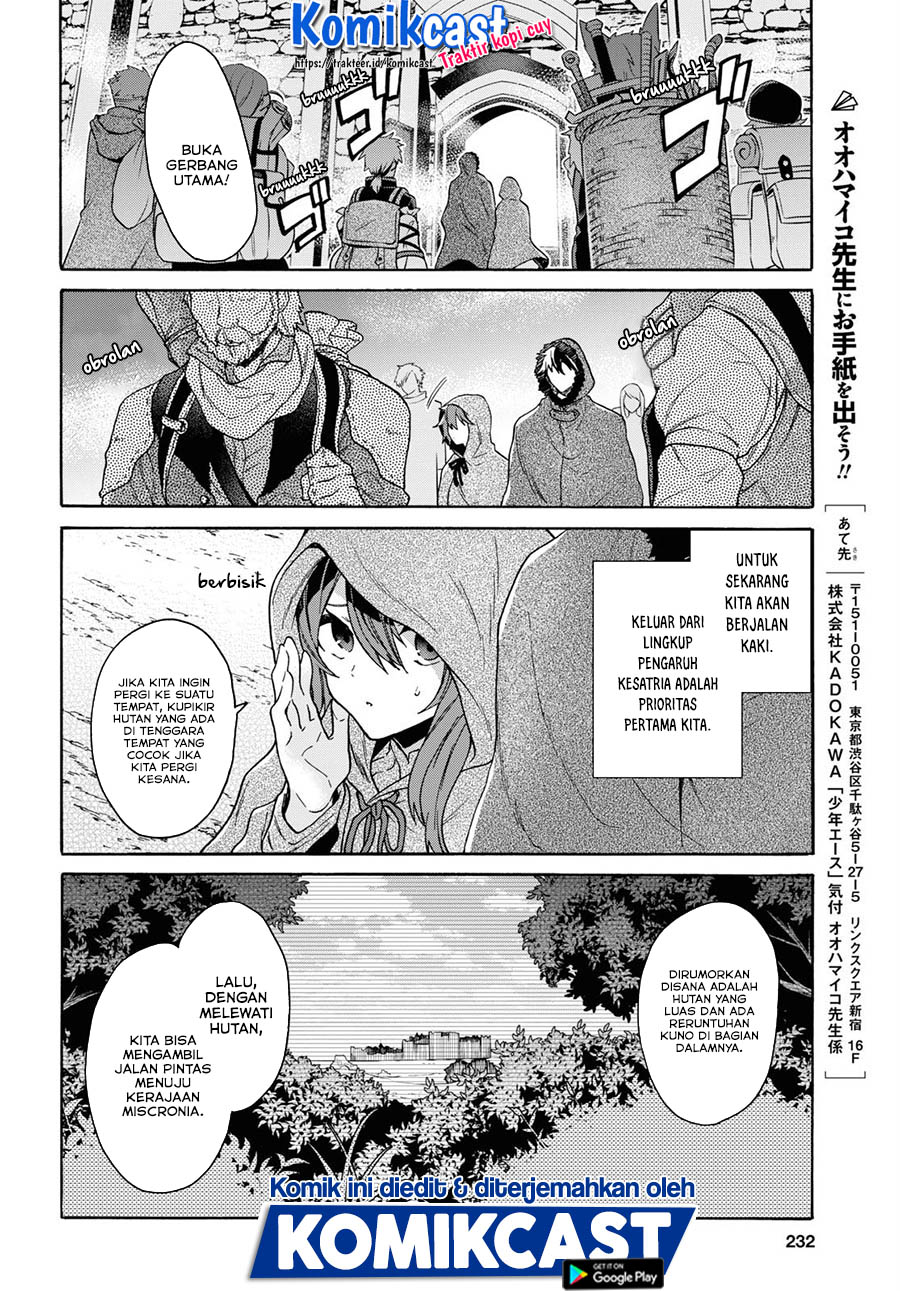 Komikcast
Traktir kopi cuy
https://trakteer.id/komikcast
bruuuukkk
bruuuukkk
bruuuukkk
ゴ
ゴ
ゴ
BUKA
GERBANG
UTAMA!
obrolan
obrolan
UNTUK
SEKARANG
KITA AKAN
BERJALAN
KAKI.
KELUAR DARI
LINGKUP
PENGARUH
KESATRIA ADALAH
PRIORITAS
PERTAMA KITA.
berbisik
JIKA KITA INGIN
PERGI KE SUATU
TEMPAT, KUPIKIR
HUTAN YANG ADA
DI TENGGARA
TEMPAT YANG
COCOK JIKA
KITA PERGI
KESANA.
DIRUMORKAN
DISANA ADALAH
HUTAN YANG
LUAS DAN ADA
RERUNTUHAN
KUNO DI BAGIAN
DALAMNYA.
LALU,
DENGAN
MELEWATI
HUTAN,
KITA BISA
MENGAMBIL
JALAN PINTAS
MENUJU
KERAJAAN
MISCRONIA.
オオハマイコ先生にお手紙を出そう!!
あて先
さき
〒151-0051 東京都渋谷区千駄ヶ谷5-27-5 リンクスクエア新宿16F
株式会社KADOKAWA「少年エース」気付 オオハマイコ先生係
Komik ini diedit & diterjemahkan oleh
KOMIKCAST
GET IT ON
Google Play
232